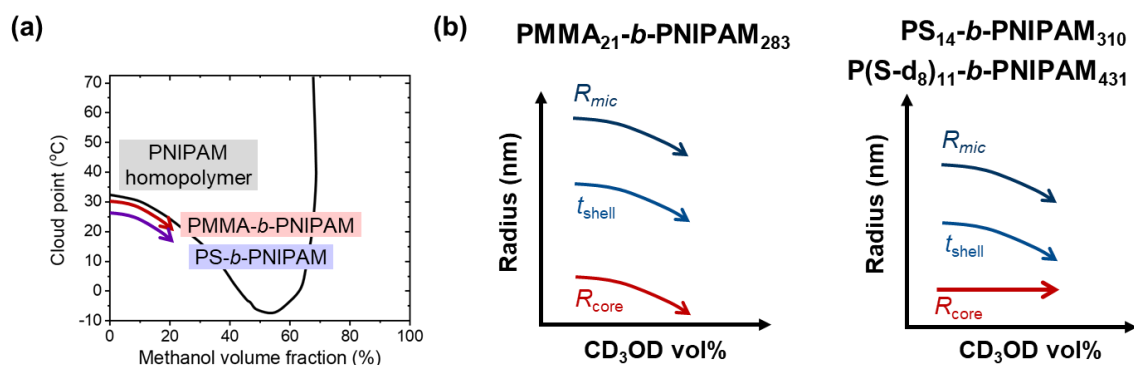 (a)
Cloud point (°C)
70
60
50
40
30
20
10
0
-10
PNIPAM
homopolymer
PMMA-b-PNIPAM
PS-b-PNIPAM
0 20 40 60 80 100
Methanol volume fraction (%)
(b)
PMMA₂₁-b-PNIPAM₂₈₃
Radius (nm)
Rmic
tshell
Rcore
CD₃OD vol%
PS₁₄-b-PNIPAM₃₁₀
P(S-d₈)₁₁-b-PNIPAM₄₃₁
Radius (nm)
Rmic
tshell
Rcore
CD₃OD vol%